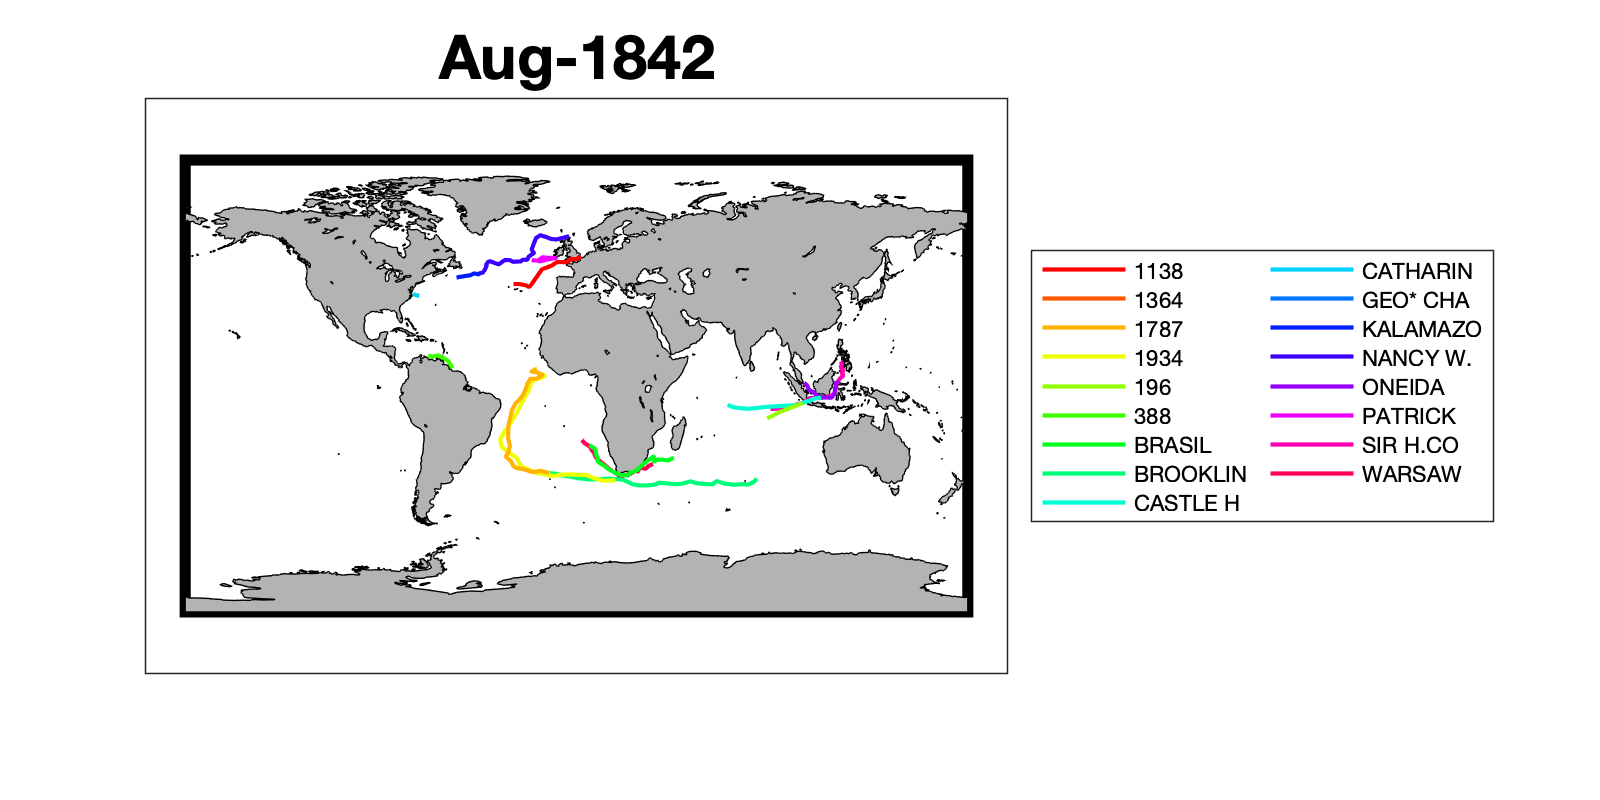 Aug-1842
1138
1364
1787
1934
196
388
BRASIL
BROOKLIN
CASTLE H
CATHARIN
GEO* CHA
KALAMAZO
NANCY W.
ONEIDA
PATRICK
SIR H.CO
WARSAW